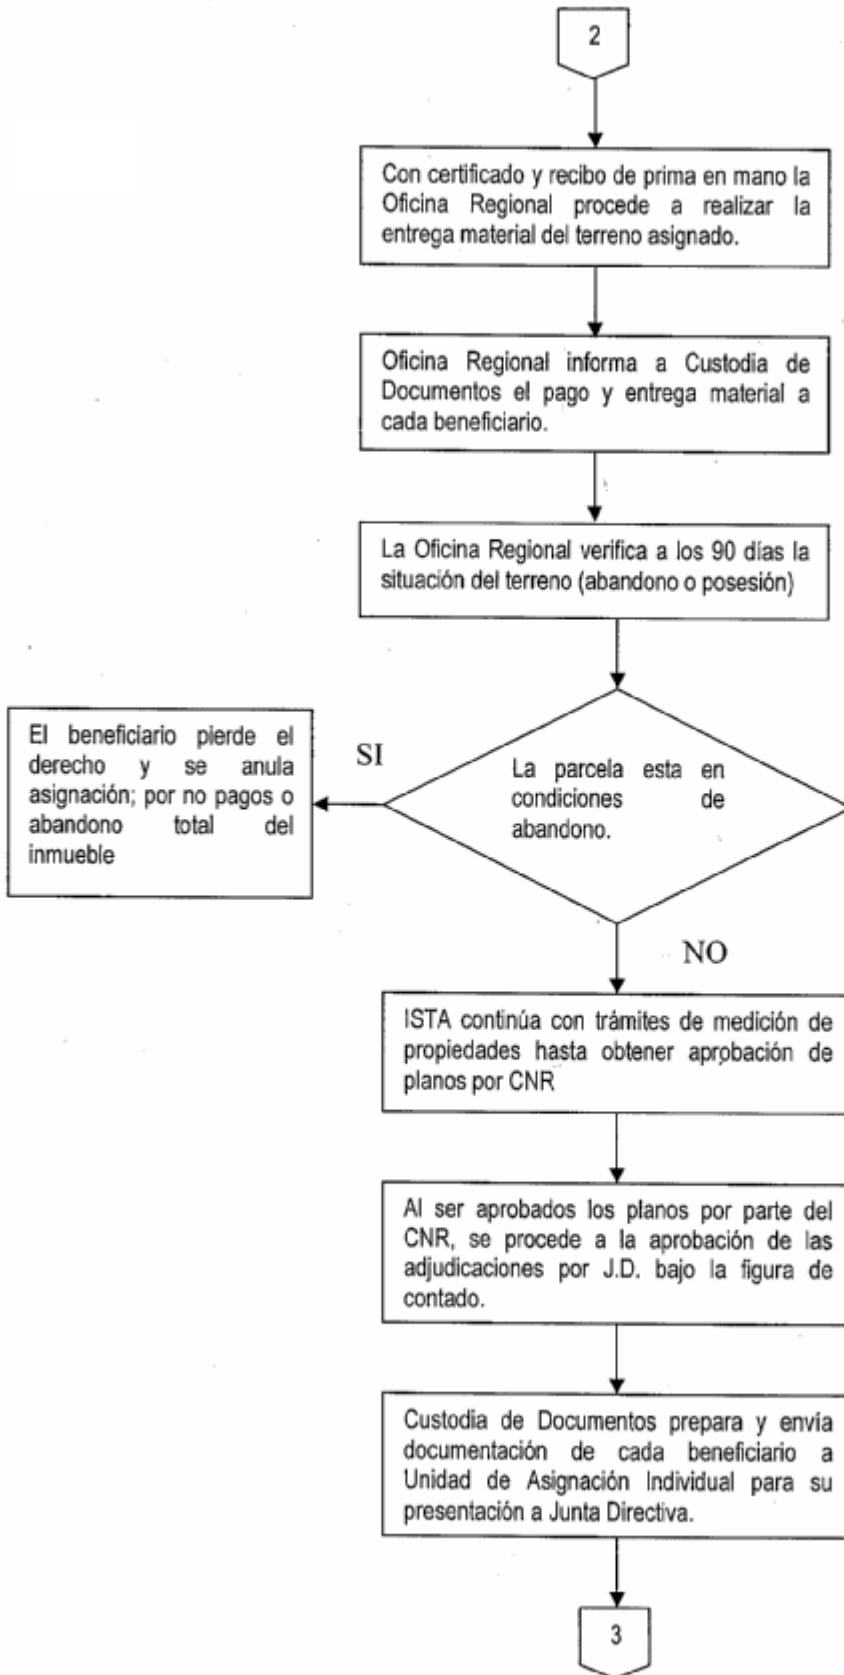 2
Con certificado y recibo de prima en mano la
Oficina Regional procede a realizar la
entrega material del terreno asignado.
Oficina Regional informa a Custodia de
Documentos el pago y entrega material a
cada beneficiario.
La Oficina Regional verifica a los 90 días la
situación del terreno (abandono o posesión)
El beneficiario pierde el
derecho y se anula
asignación; por no pagos o
abandono total del
inmueble
SI
La parcela esta en
condiciones de
abandono.
NO
ISTA continúa con trámites de medición de
propiedades hasta obtener aprobación de
planos por CNR
Al ser aprobados los planos por parte del
CNR, se procede a la aprobación de las
adjudicaciones por J.D. bajo la figura de
contado.
Custodia de Documentos prepara y envía
documentación de cada beneficiario a
Unidad de Asignación Individual para su
presentación a Junta Directiva.
3